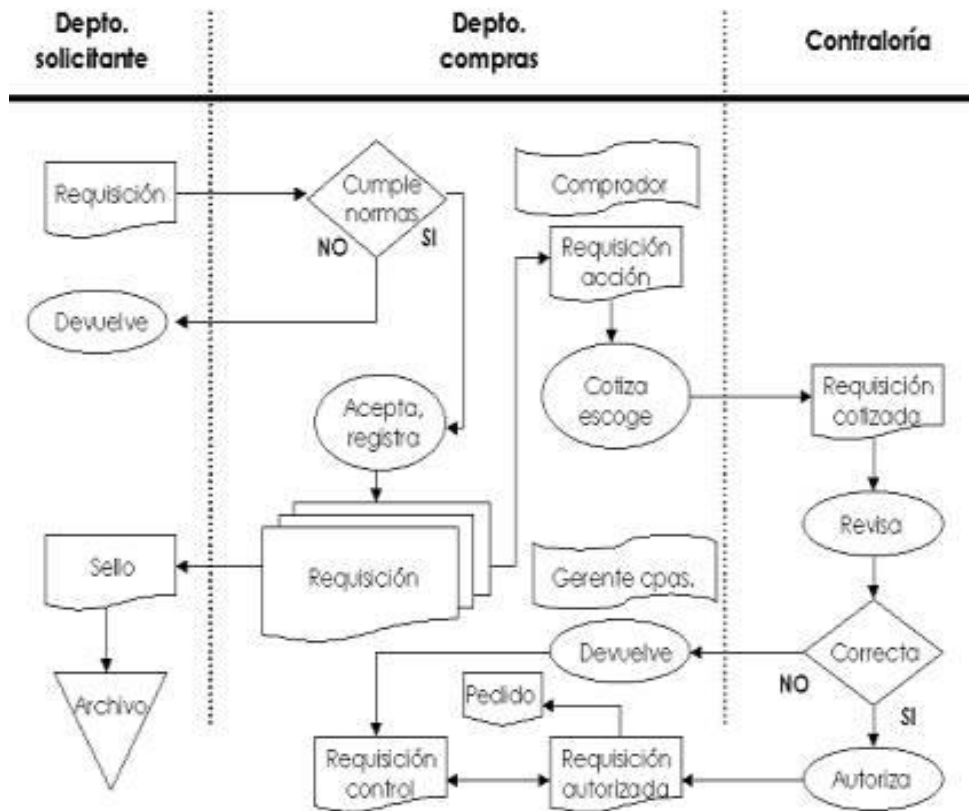 Depto.
solicitante
Depto.
compras
Contraloría
Requisición
Cumple
normas
NO
SI
Comprador
Requisición
acción
Devuelve
Acepta,
registra
Cotiza
escoge
Requisición
cotizada
Revisa
Sello
Requisición
Gerente cpas.
Devuelve
Correcta
NO
SI
Archivo
Pedido
Requisición
control
Requisición
autorizada
Autoriza